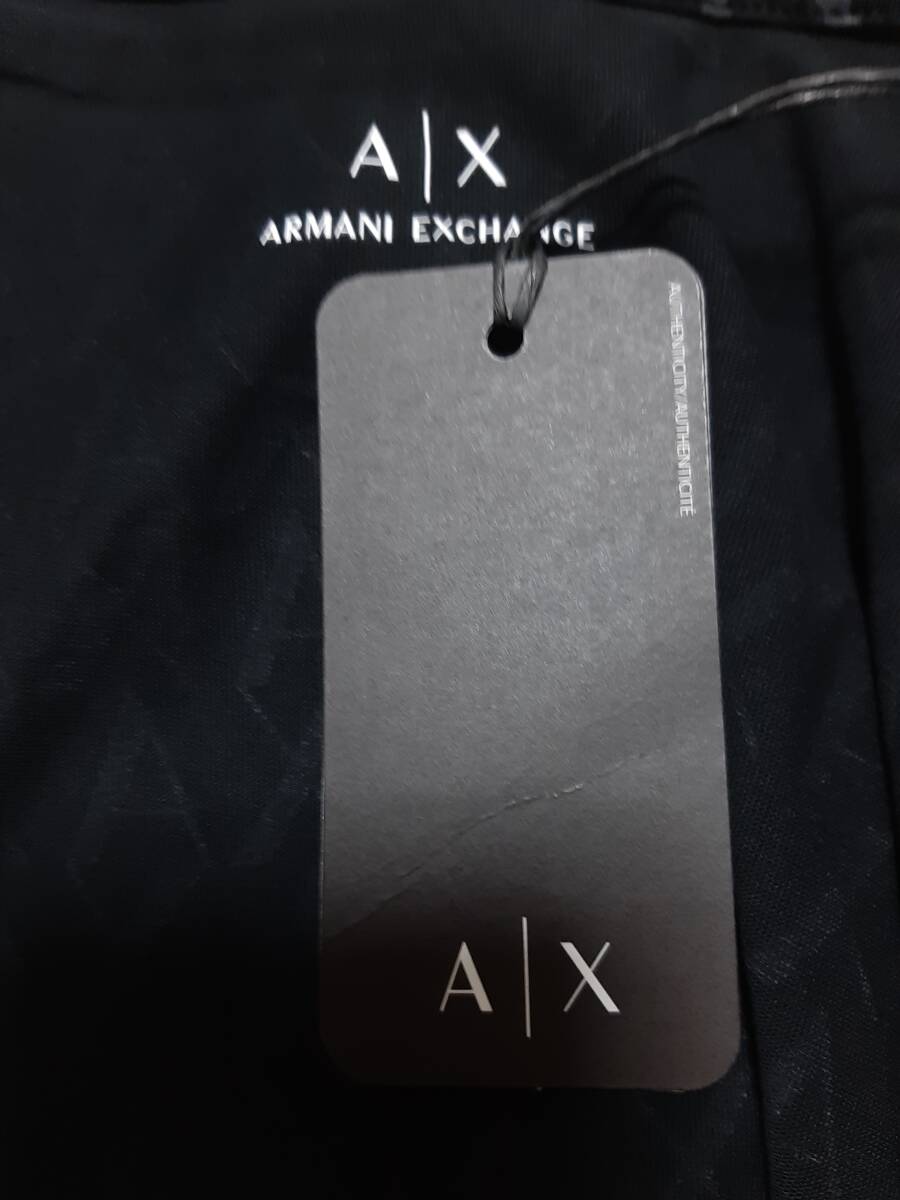 A|X
ARMANI EXCHANGE
AUTHENTICITY/AUTHENTICITÉ
A|X